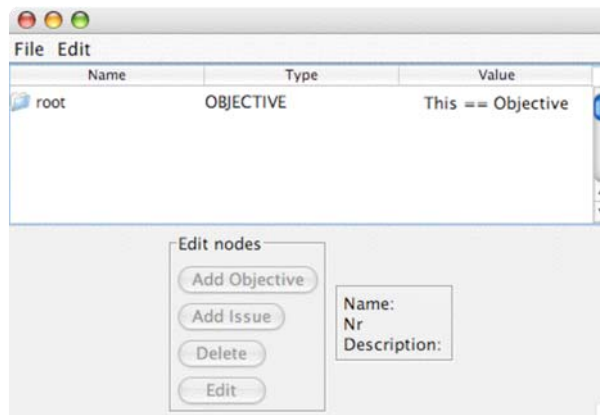 File Edit
Name Type Value
root OBJECTIVE This == Objective
Edit nodes
Add Objective
Add Issue
Delete
Edit
Name:
Nr
Description: